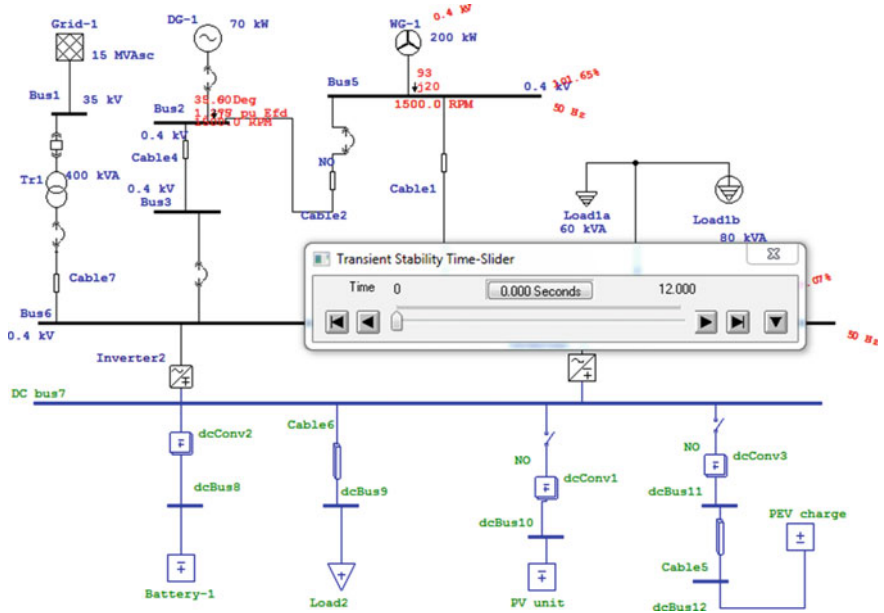 Grid-1
15 MVAsc
Bus1
35 kV
Tr1
400 kVA
Cable7
Bus6
0.4 kV
DG-1
70 kW
Bus2
0.4 kV
Cable4
0.4 kV
Bus3
NO
Cable2
WG-1
0.4 kV
200 kW
Bus5
93
j20
1500.0 RPM
0.4 kV
101.65%
50 Hz
Cable1
Load1a
60 kVA
Load1b
80 kVA
Transient Stability Time-Slider
Time 0 0.000 Seconds 12.000
50 Hz
Inverter2
DC bus7
dcConv2
dcBus8
Battery-1
Cable6
dcBus9
Load2
NO
dcConv1
dcBus10
PV unit
NO
dcConv3
dcBus11
PEV charge
Cable5
dcBus12